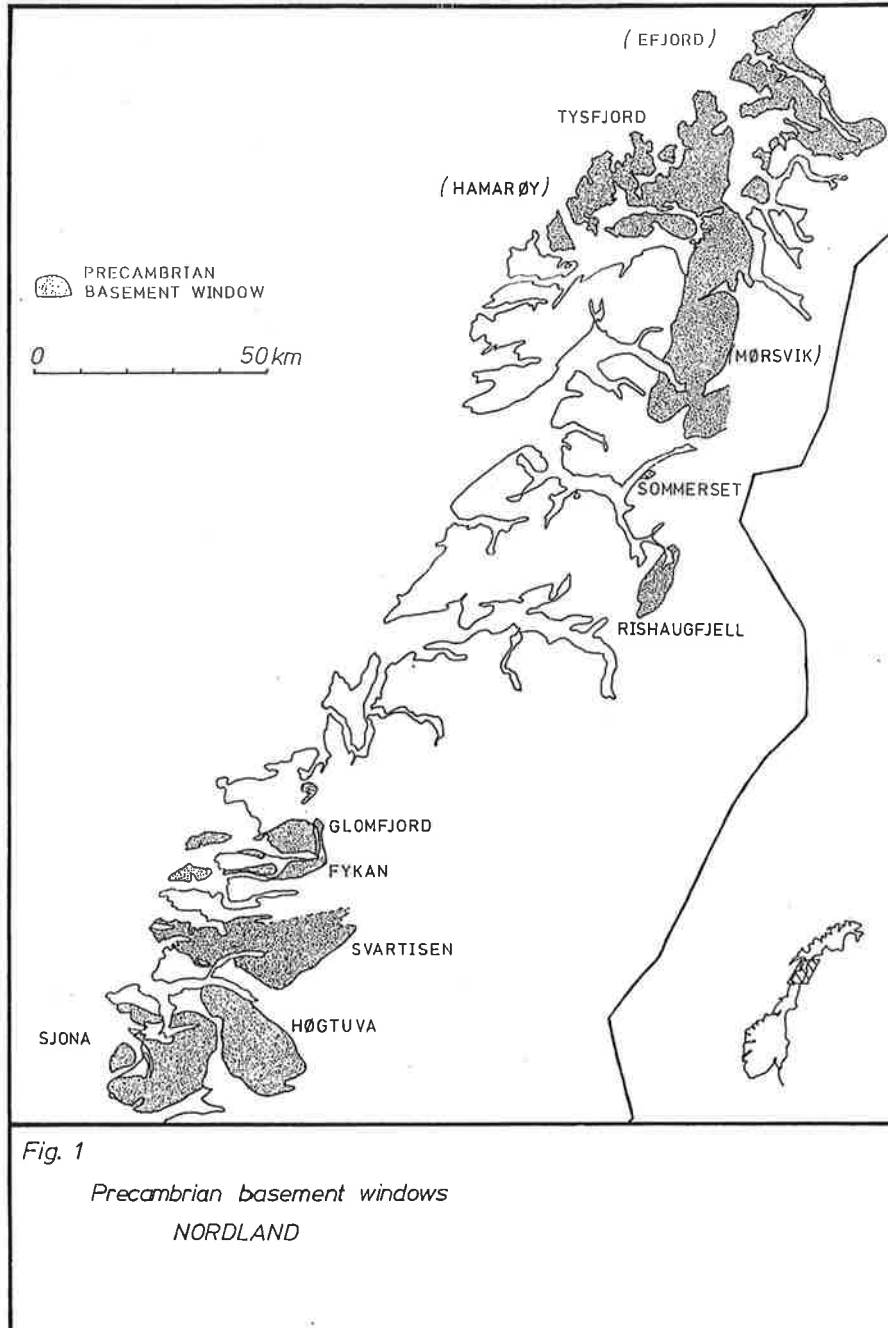 (EFJORD)
TYSFJORD
(HAMARØY)
PRECAMBRIAN
BASEMENT WINDOW
0 50 km
(MØRSVIK)
SOMMERSET
RISHAUGFJELL
GLOMFJORD
FYKAN
SVARTISEN
HØGTUVA
SJONA
Fig. 1
Precambrian basement windows
NORDLAND